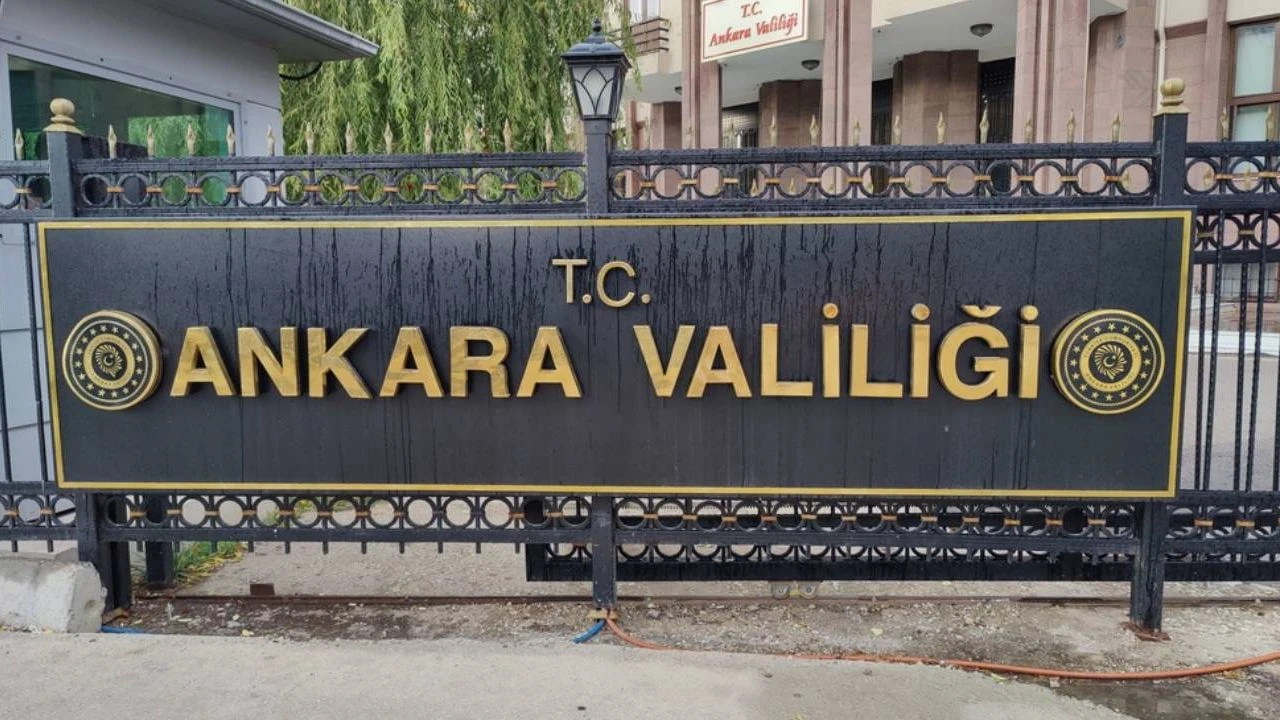 T.C.
Ankara Valiliği
T.C.
ANKARA VALİLİĞİ